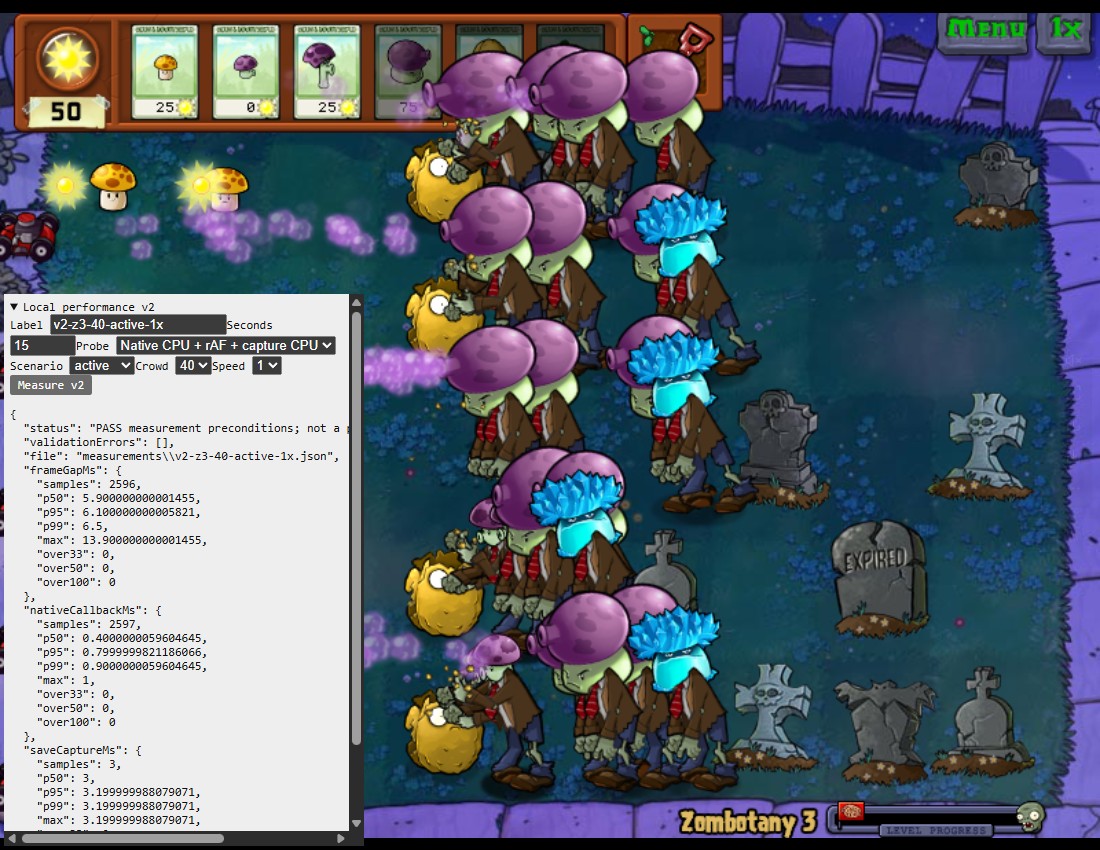 Menu
1x
50
25
0
25
75
▼ Local performance v2
Label v2-z3-40-active-1x Seconds
15 Probe Native CPU + rAF + capture CPU
Scenario active Crowd 40 Speed 1
Measure v2
{
"status": "PASS measurement preconditions; not a
"validationErrors": [],
"file": "measurements\\v2-z3-40-active-1x.json",
"frameGapMs": {
"samples": 2596,
"p50": 5.900000000001455,
"p95": 6.100000000005821,
"p99": 6.5,
"max": 13.900000000001455,
"over33": 0,
"over50": 0,
"over100": 0
},
"nativeCallbackMs": {
"samples": 2597,
"p50": 0.4000000059604645,
"p95": 0.7999999821186066,
"p99": 0.9000000059604645,
"max": 1,
"over33": 0,
"over50": 0,
"over100": 0
},
"saveCaptureMs": {
"samples": 3,
"p50": 3,
"p95": 3.199999988079071,
"p99": 3.199999988079071,
"max": 3.199999988079071,
EXPIRED
Zombotany 3
LEVEL PROGRESS